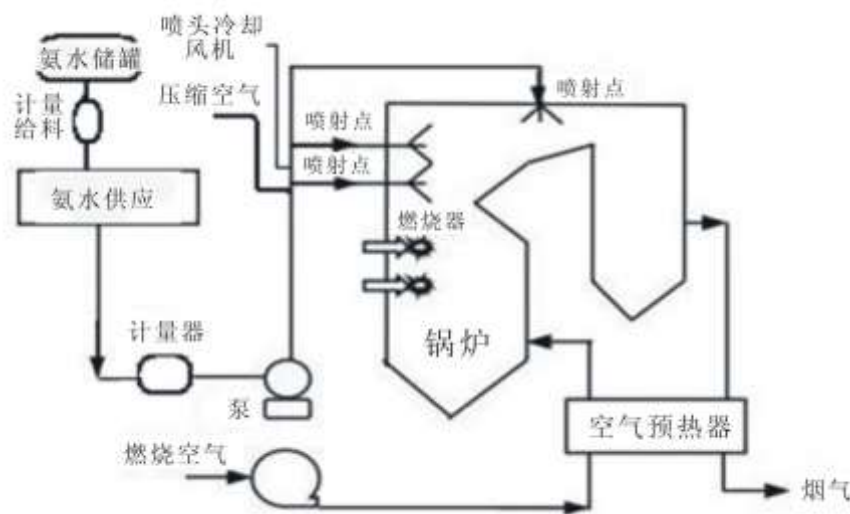 氨水储罐
喷头冷却
风机
计量
给料
压缩空气
喷射点
喷射点
喷射点
氨水供应
燃烧器
计量器
锅炉
泵
空气预热器
燃烧空气
烟气